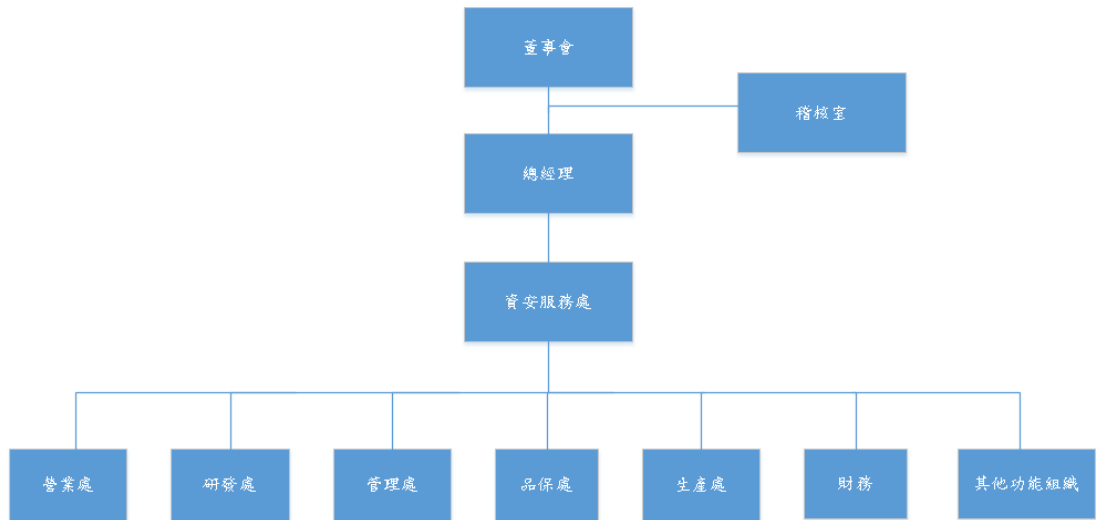 董事會
稽核室
總經理
資安服務處
營業處
研發處
管理處
品保處
生產處
財務
其他功能組織